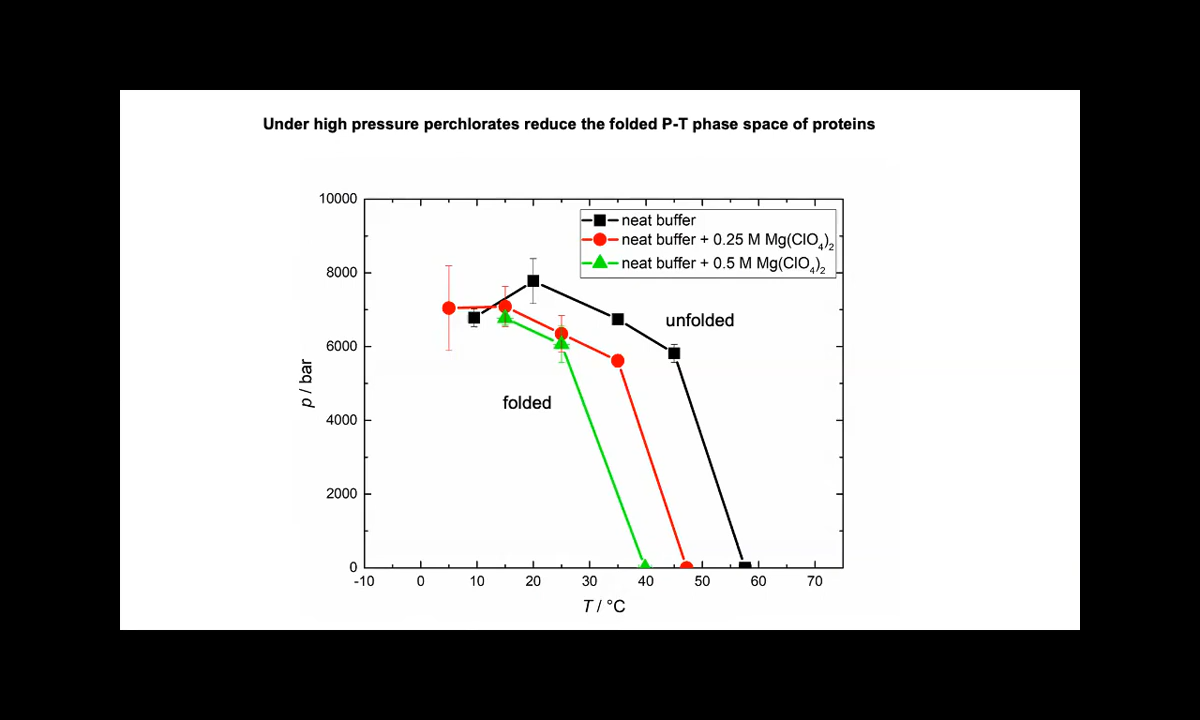 Under high pressure perchlorates reduce the folded P-T phase space of proteins
10000
8000
6000
4000
2000
0
p / bar
neat buffer
neat buffer + 0.25 M Mg(ClO₄)₂
neat buffer + 0.5 M Mg(ClO₄)₂
unfolded
folded
-10 0 10 20 30 40 50 60 70
T / °C